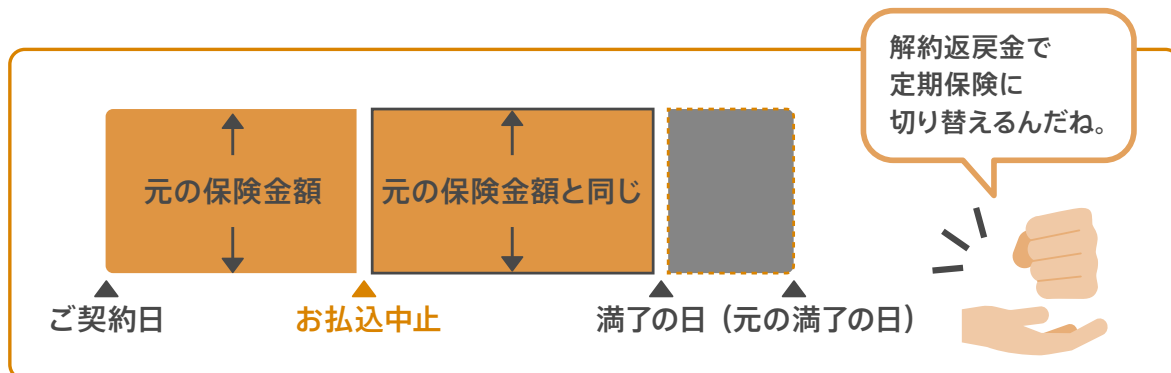 解約返戻金で
定期保険に
切り替えるんだね。
元の保険金額
元の保険金額と同じ
ご契約日
お払込中止
満了の日（元の満了の日）